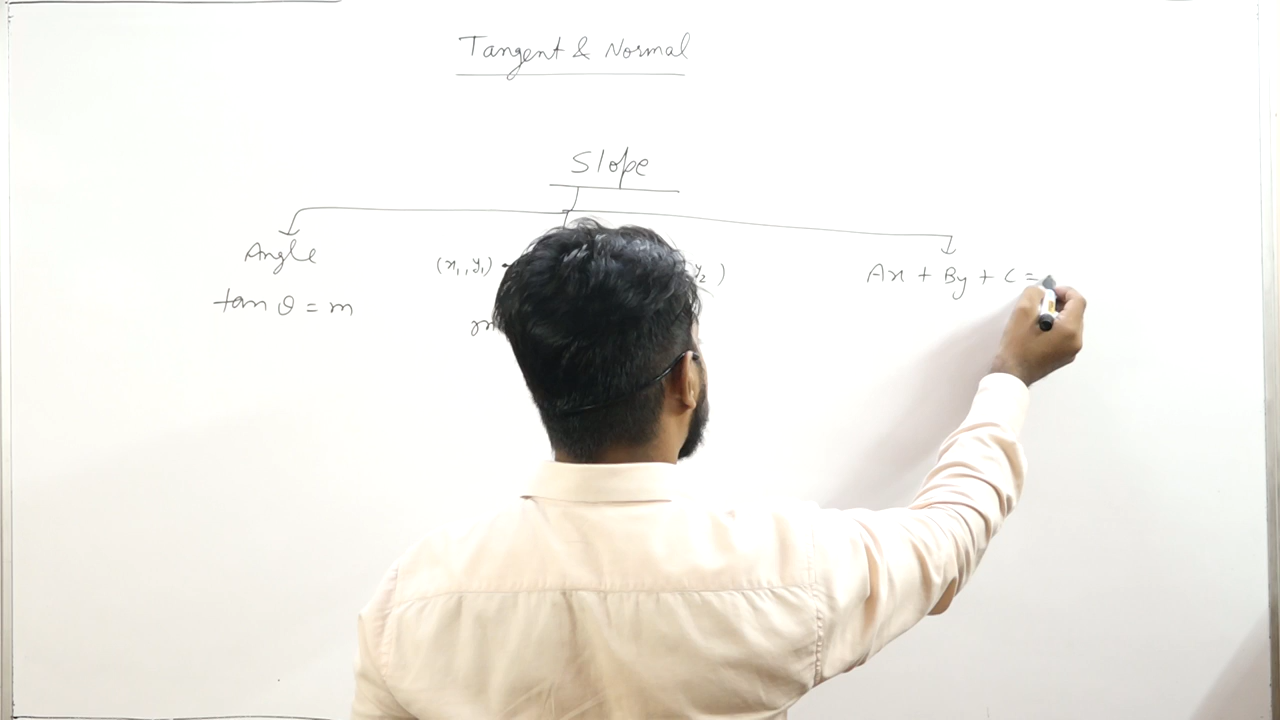 Tangent & Normal
Slope
Angle
tan θ = m
(x₁, y₁)
y₂ )
m
Ax + By + C =